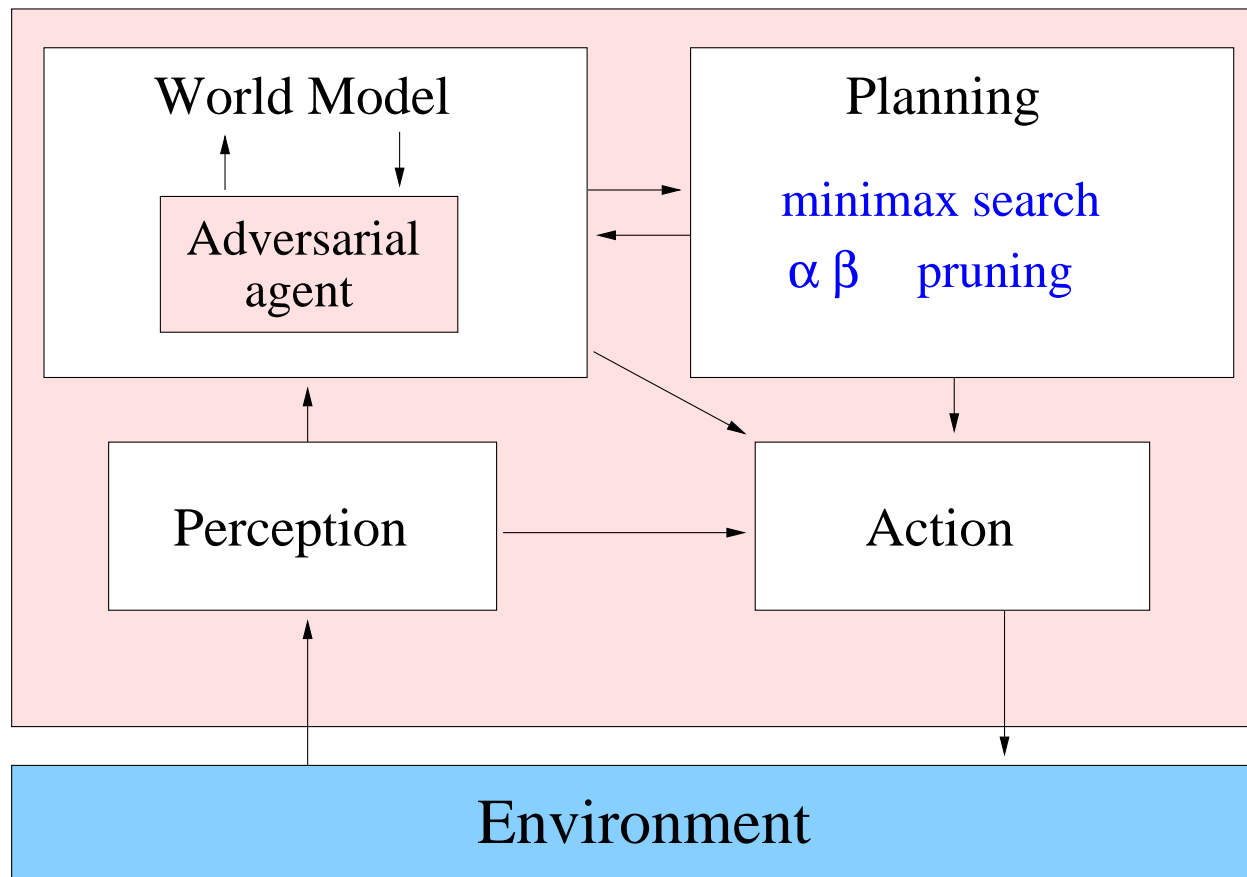 World Model
Adversarial
agent
Planning
minimax search
α β pruning
Perception
Action
Environment